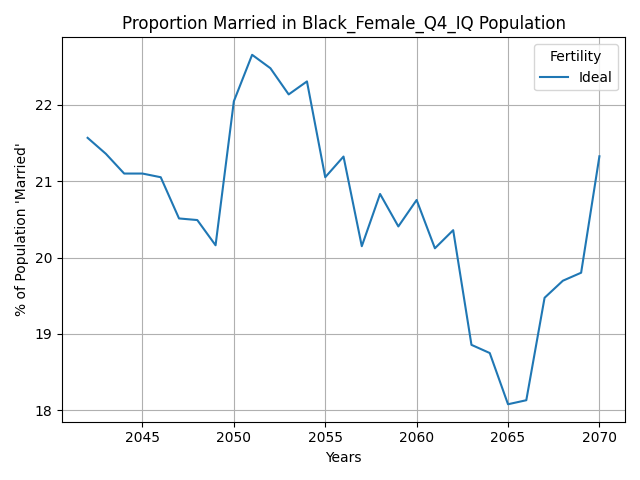 Proportion Married in Black_Female_Q4_IQ Population
Fertility
Ideal
% of Population 'Married'
22
21
20
19
18
2045
2050
2055
2060
2065
2070
Years